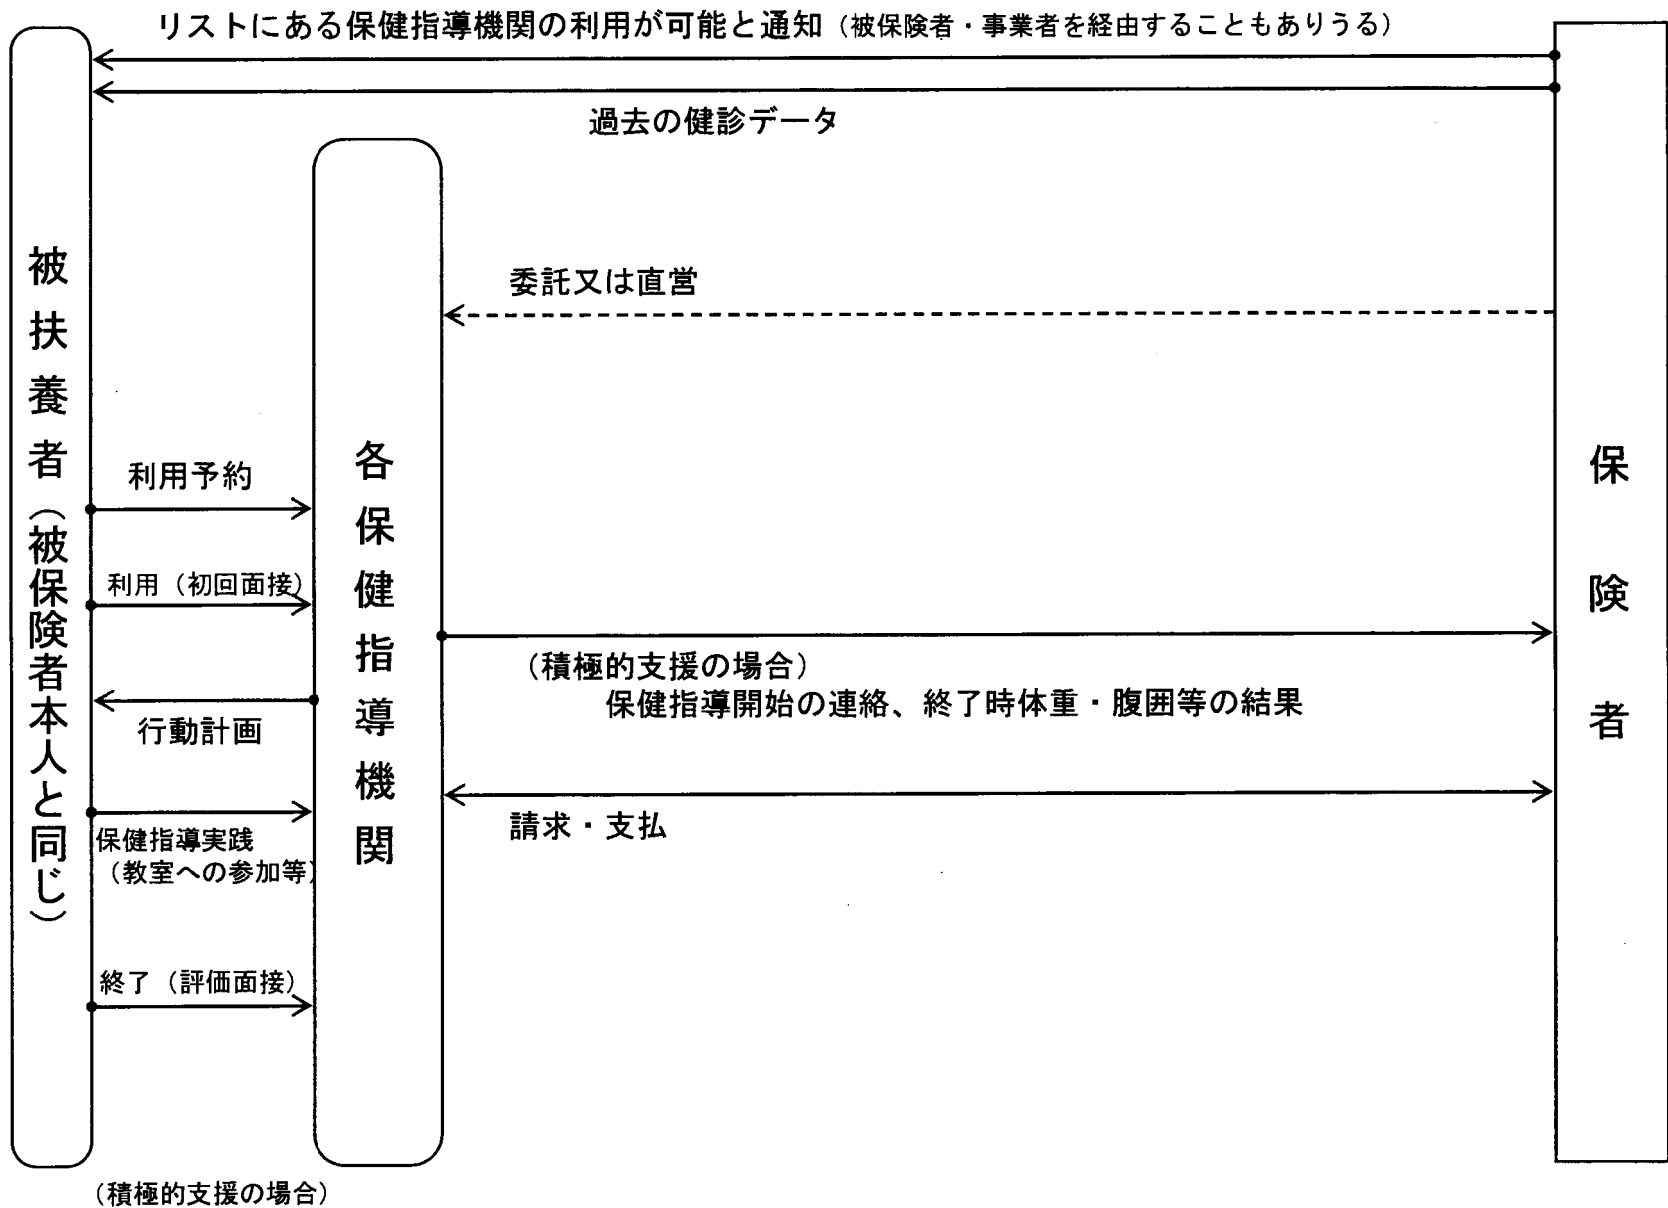 リストにある保健指導機関の利用が可能と通知（被保険者・事業者を経由することもありうる）
過去の健診データ
被扶養者（被保険者本人と同じ）
各保健指導機関
保険者
委託又は直営
利用予約
利用（初回面接）
（積極的支援の場合）
保健指導開始の連絡、終了時体重・腹囲等の結果
行動計画
請求・支払
保健指導実践
（教室への参加等）
終了（評価面接）
（積極的支援の場合）